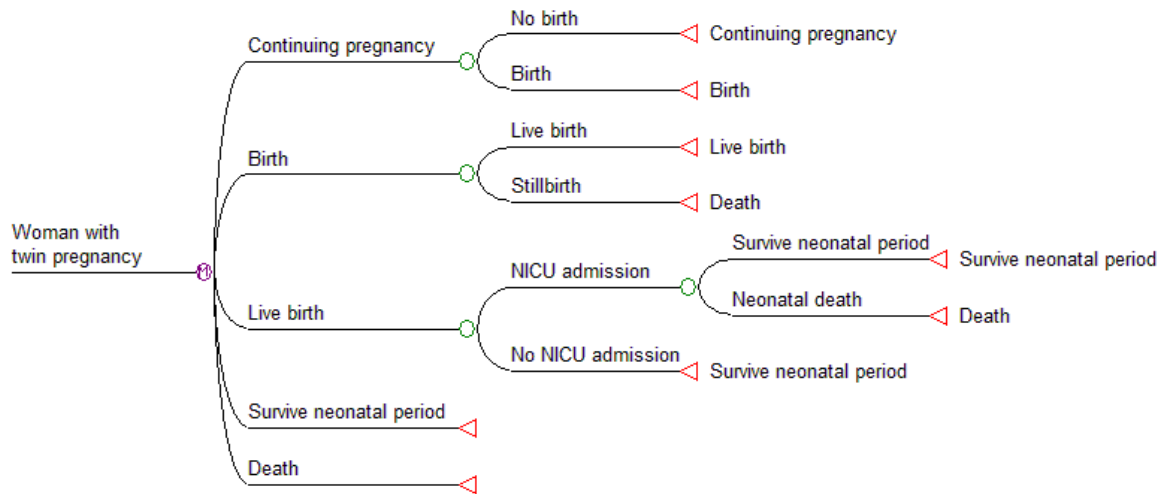 No birth
Continuing pregnancy
Continuing pregnancy
Birth
Birth
Live birth
Live birth
Birth
Stillbirth
Death
Woman with
twin pregnancy
M
Survive neonatal period
NICU admission
Survive neonatal period
Neonatal death
Live birth
Death
No NICU admission
Survive neonatal period
Survive neonatal period
Death